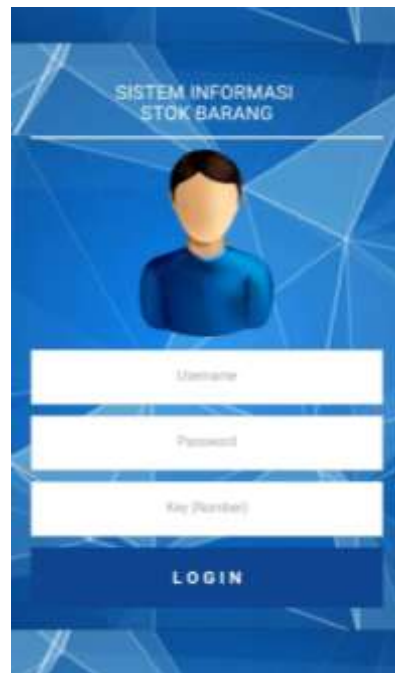 SISTEM INFORMASI
STOK BARANG
Username
Password
Key (Number)
LOGIN